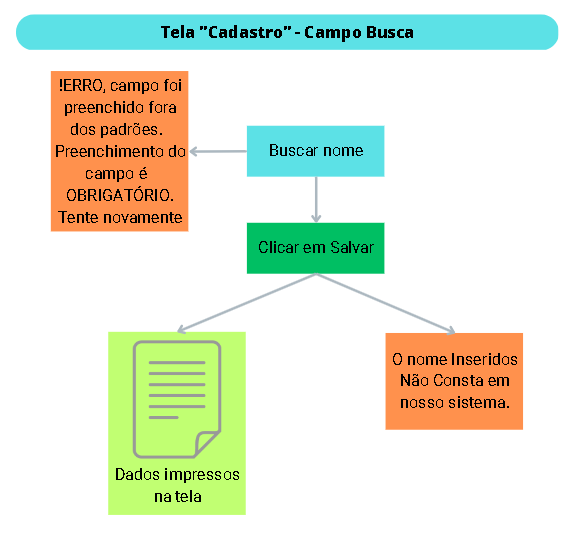 Tela "Cadastro" - Campo Busca
!ERRO, campo foi
preenchido fora
dos padrões.
Preenchimento do
campo é
OBRIGATÓRIO.
Tente novamente
Buscar nome
Clicar em Salvar
Dados impressos
na tela
O nome Inseridos
Não Consta em
nosso sistema.